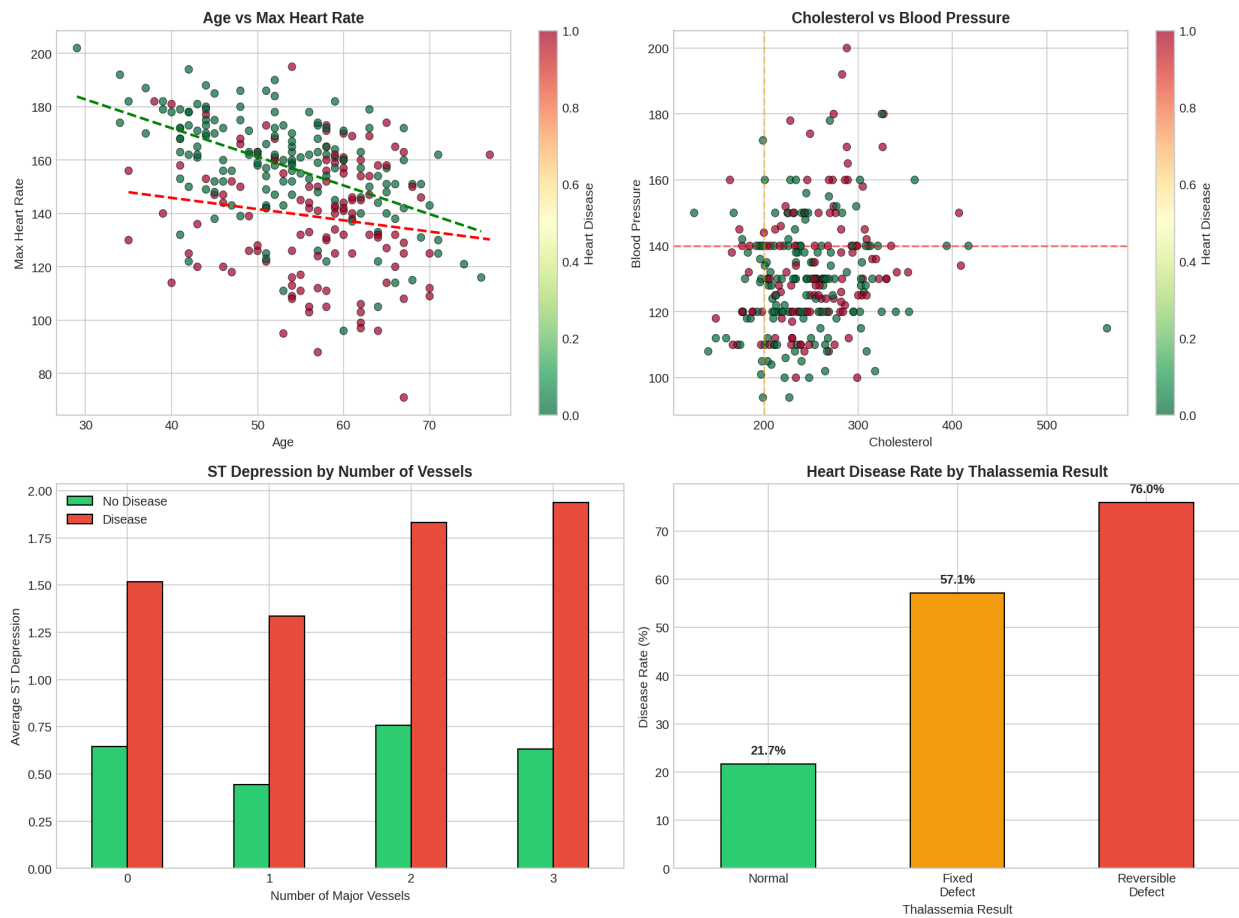 Age vs Max Heart Rate
Max Heart Rate
200
180
160
140
120
100
80
30 40 50 60 70
Age
1.0
0.8
0.6
0.4
0.2
0.0
Heart Disease
Cholesterol vs Blood Pressure
Blood Pressure
200
180
160
140
120
100
200 300 400 500
Cholesterol
1.0
0.8
0.6
0.4
0.2
0.0
Heart Disease
ST Depression by Number of Vessels
Average ST Depression
2.00
1.75
1.50
1.25
1.00
0.75
0.50
0.25
0.00
No Disease
Disease
0 1 2 3
Number of Major Vessels
Heart Disease Rate by Thalassemia Result
Disease Rate (%)
70
60
50
40
30
20
10
0
21.7%
57.1%
76.0%
Normal
Fixed
Defect
Reversible
Defect
Thalassemia Result